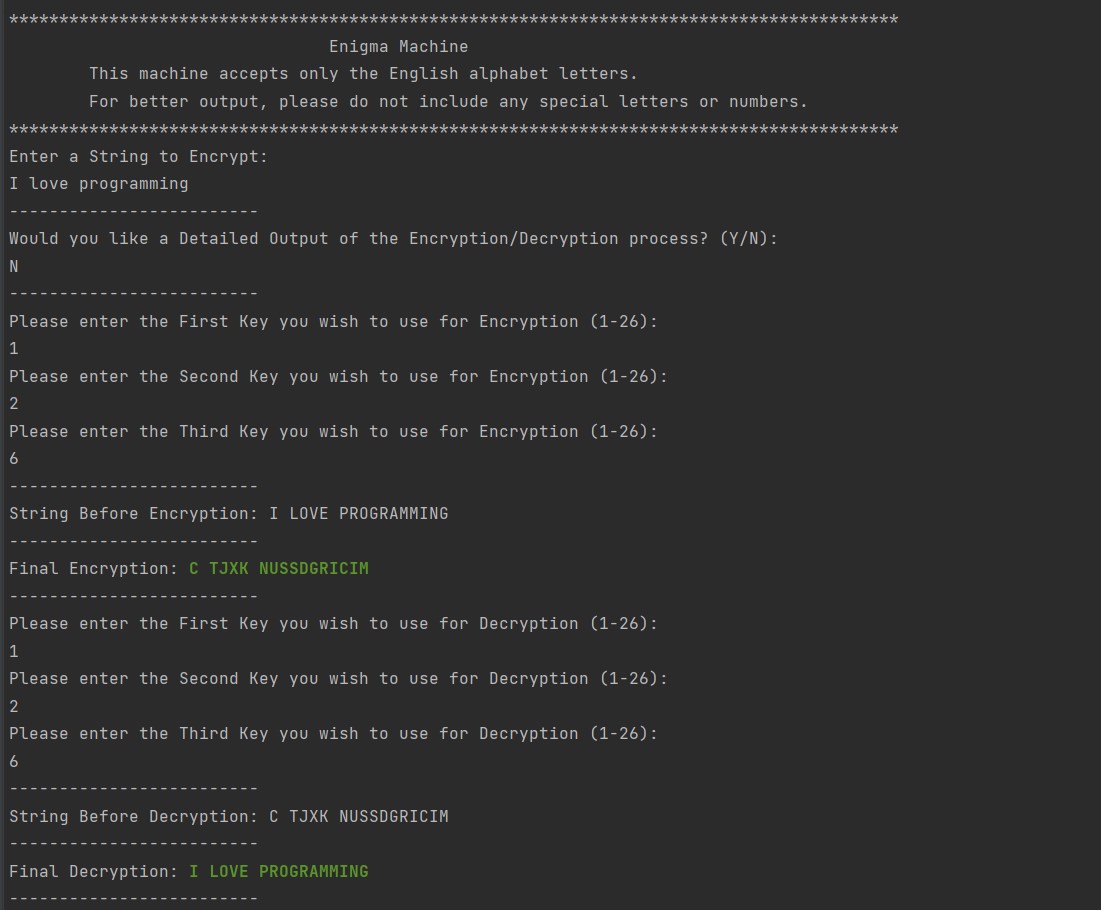 *****************************************************************************************
Enigma Machine
This machine accepts only the English alphabet letters.
For better output, please do not include any special letters or numbers.
*****************************************************************************************
Enter a String to Encrypt:
I love programming
-------------------------
Would you like a Detailed Output of the Encryption/Decryption process? (Y/N):
N
-------------------------
Please enter the First Key you wish to use for Encryption (1-26):
1
Please enter the Second Key you wish to use for Encryption (1-26):
2
Please enter the Third Key you wish to use for Encryption (1-26):
6
-------------------------
String Before Encryption: I LOVE PROGRAMMING
-------------------------
Final Encryption: C TJXK NUSSDGRICIM
-------------------------
Please enter the First Key you wish to use for Decryption (1-26):
1
Please enter the Second Key you wish to use for Decryption (1-26):
2
Please enter the Third Key you wish to use for Decryption (1-26):
6
-------------------------
String Before Decryption: C TJXK NUSSDGRICIM
-------------------------
Final Decryption: I LOVE PROGRAMMING
-------------------------